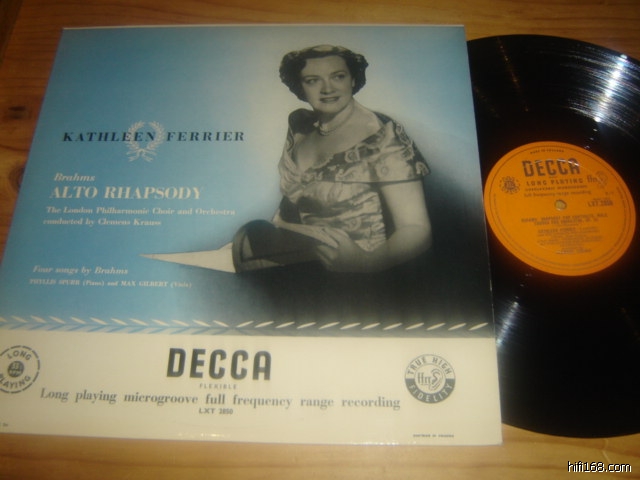 KATHLEEN FERRIER
Brahms
ALTO RHAPSODY
The London Philharmonic Choir and Orchestra
conducted by Clemens Krauss
Four songs by Brahms
PHYLLIS SPURR (Piano) and MAX GILBERT (Viola)
LONG
PLAYING
DECCA
FLEXIBLE
Long playing microgroove full frequency range recording
LXT 2850
TRUE HIGH
ffrr
FIDELITY
DECCA
LONG PLAYING
LXT 2850
hifi168.com